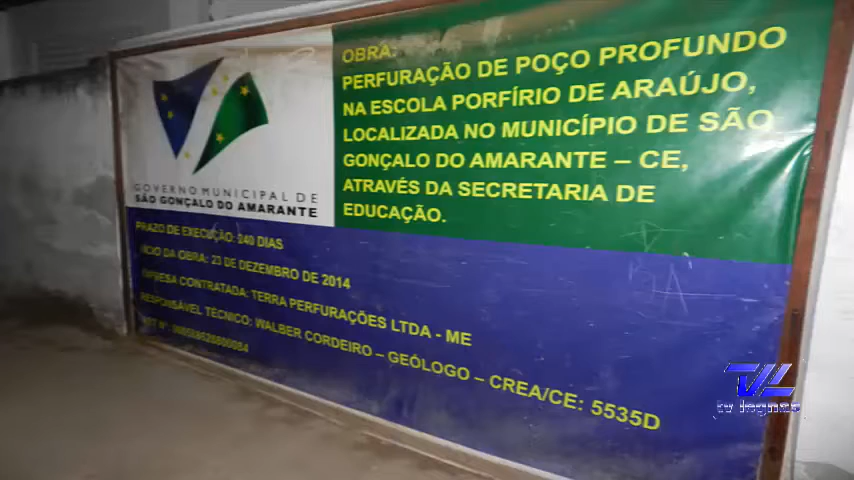 OBRA:
PERFURAÇÃO DE POÇO PROFUNDO
NA ESCOLA PORFÍRIO DE ARAÚJO,
LOCALIZADA NO MUNICÍPIO DE SÃO
GONÇALO DO AMARANTE – CE,
ATRAVÉS DA SECRETARIA DE
EDUCAÇÃO.
GOVERNO MUNICIPAL DE
SÃO GONÇALO DO AMARANTE
PRAZO DE EXECUÇÃO: 240 DIAS
INÍCIO DA OBRA: 23 DE DEZEMBRO DE 2014
EMPRESA CONTRATADA: TERRA PERFURAÇÕES LTDA - ME
RESPONSÁVEL TÉCNICO: WALBER CORDEIRO – GEÓLOGO – CREA/CE: 5535D
tv lagnas